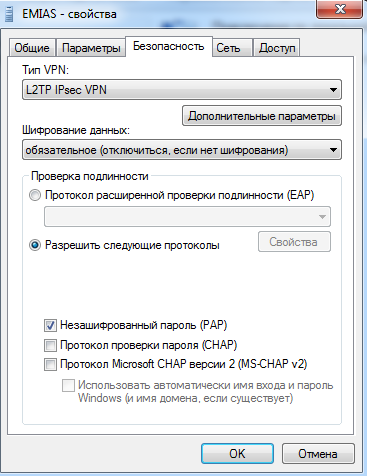 EMIAS - свойства
Общие Параметры Безопасность Сеть Доступ
Тип VPN:
L2TP IPsec VPN
Дополнительные параметры
Шифрование данных:
обязательное (отключиться, если нет шифрования)
Проверка подлинности
Протокол расширенной проверки подлинности (EAP)
Свойства
Разрешить следующие протоколы
Незашифрованный пароль (PAP)
Протокол проверки пароля (CHAP)
Протокол Microsoft CHAP версии 2 (MS-CHAP v2)
Использовать автоматически имя входа и пароль
Windows (и имя домена, если существует)
OK Отмена